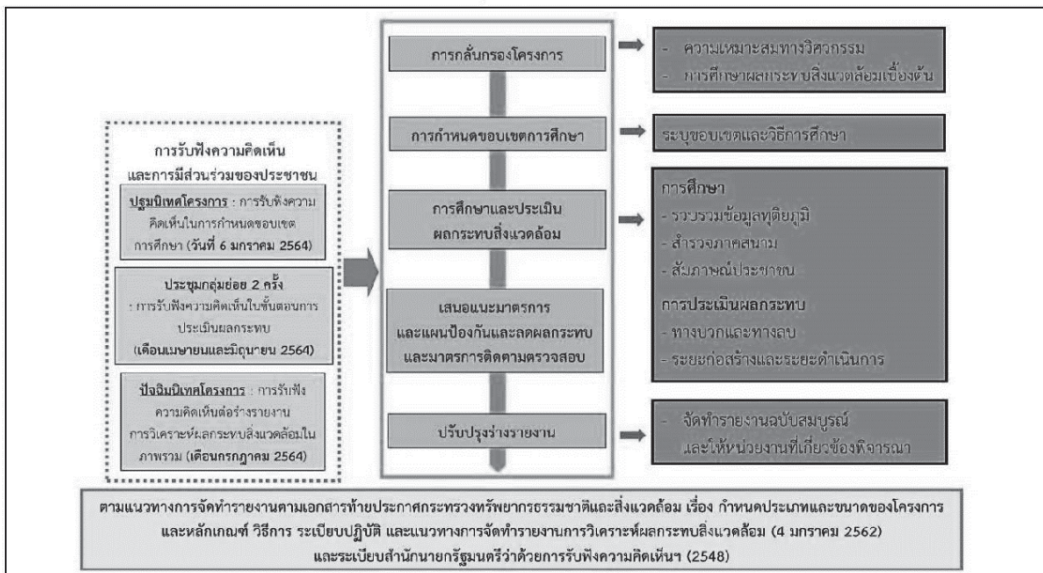 การรับฟังความคิดเห็น
และการมีส่วนร่วมของประชาชน
ปฐมนิเทศโครงการ : การรับฟังความ
คิดเห็นในการกำหนดขอบเขต
การศึกษา (วันที่ 6 มกราคม 2564)
ประชุมกลุ่มย่อย 2 ครั้ง
: การรับฟังความคิดเห็นในขั้นตอนการ
ประเมินผลกระทบ
(เดือนเมษายนและมิถุนายน 2564)
ปัจฉิมนิเทศโครงการ : การรับฟัง
ความคิดเห็นต่อร่างรายงาน
การวิเคราะห์ผลกระทบสิ่งแวดล้อมใน
ภาพรวม (เดือนกรกฎาคม 2564)
การกลั่นกรองโครงการ
การกำหนดขอบเขตการศึกษา
การศึกษาและประเมิน
ผลกระทบสิ่งแวดล้อม
เสนอแนะมาตรการ
และแผนป้องกันและลดผลกระทบ
และมาตรการติดตามตรวจสอบ
ปรับปรุงร่างรายงาน
- ความเหมาะสมทางวิศวกรรม
- การศึกษาผลกระทบสิ่งแวดล้อมเบื้องต้น
ระบุขอบเขตและวิธีการศึกษา
การศึกษา
- รวบรวมข้อมูลทุติยภูมิ
- สำรวจภาคสนาม
- สัมภาษณ์ประชาชน
การประเมินผลกระทบ
- ทางบวกและทางลบ
- ระยะก่อสร้างและระยะดำเนินการ
- จัดทำรายงานฉบับสมบูรณ์
และให้หน่วยงานที่เกี่ยวข้องพิจารณา
ตามแนวทางการจัดทำรายงานตามเอกสารท้ายประกาศกระทรวงทรัพยากรธรรมชาติและสิ่งแวดล้อม เรื่อง กำหนดประเภทและขนาดของโครงการ
และหลักเกณฑ์ วิธีการ ระเบียบปฏิบัติ และแนวทางการจัดทำรายงานการวิเคราะห์ผลกระทบสิ่งแวดล้อม (4 มกราคม 2562)
และระเบียบสำนักนายกรัฐมนตรีว่าด้วยการรับฟังความคิดเห็นฯ (2548)